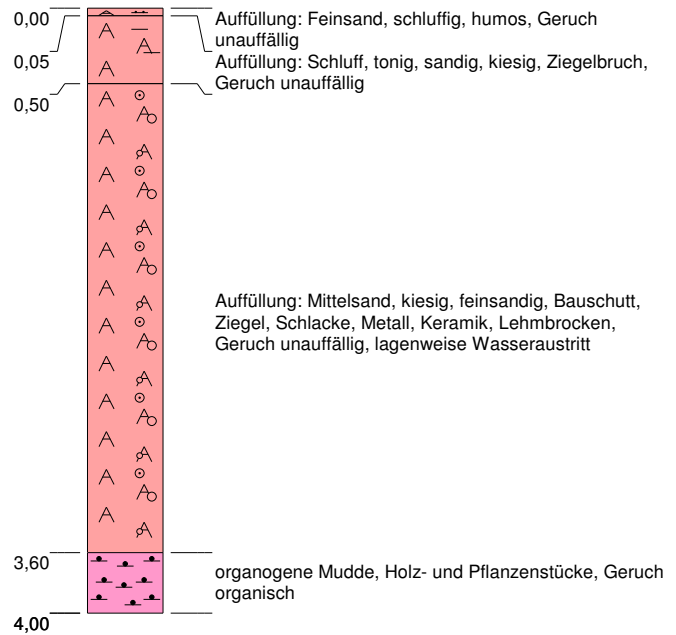 0,00
Auffüllung: Feinsand, schluffig, humos, Geruch
unauffällig
0,05
Auffüllung: Schluff, tonig, sandig, kiesig, Ziegelbruch,
Geruch unauffällig
0,50
Auffüllung: Mittelsand, kiesig, feinsandig, Bauschutt,
Ziegel, Schlacke, Metall, Keramik, Lehmbrocken,
Geruch unauffällig, lagenweise Wasseraustritt
3,60
organogene Mudde, Holz- und Pflanzenstücke, Geruch
organisch
4,00